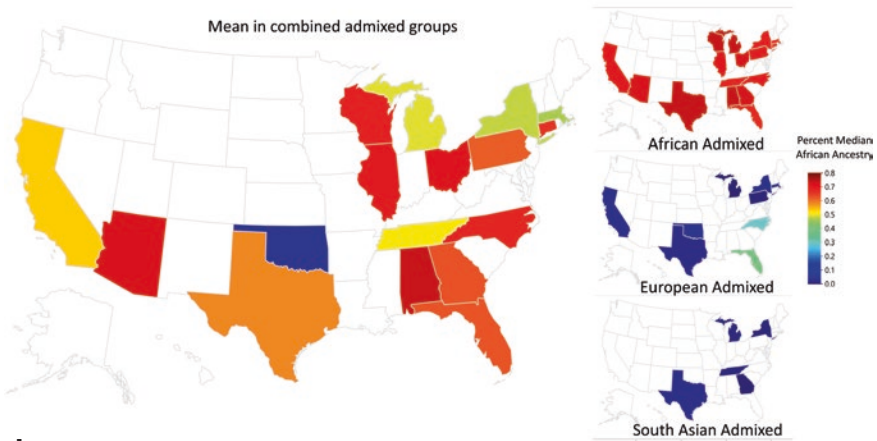 Mean in combined admixed groups
African Admixed
Percent Median
African Ancestry
0.8
0.7
0.6
0.5
0.4
0.3
0.2
0.1
0.0
European Admixed
South Asian Admixed